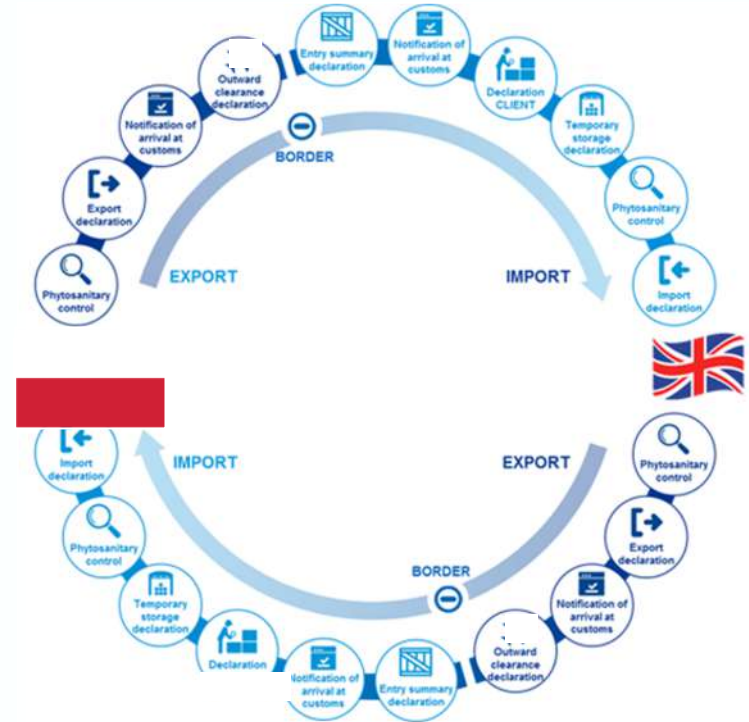 Entry summary
declaration
Notification of
arrival at
customs
Outward
clearance
declaration
Declaration
CLIENT
Notification of
arrival at
customs
Temporary
storage
declaration
BORDER
Export
declaration
Phytosanitary
control
EXPORT
IMPORT
Phytosanitary
control
Import
declaration
IMPORT
EXPORT
Import
declaration
Phytosanitary
control
Phytosanitary
control
Export
declaration
BORDER
Temporary
storage
declaration
Notification of
arrival at
customs
Declaration
Outward
clearance
declaration
Notification of
arrival at
customs
Entry summary
declaration